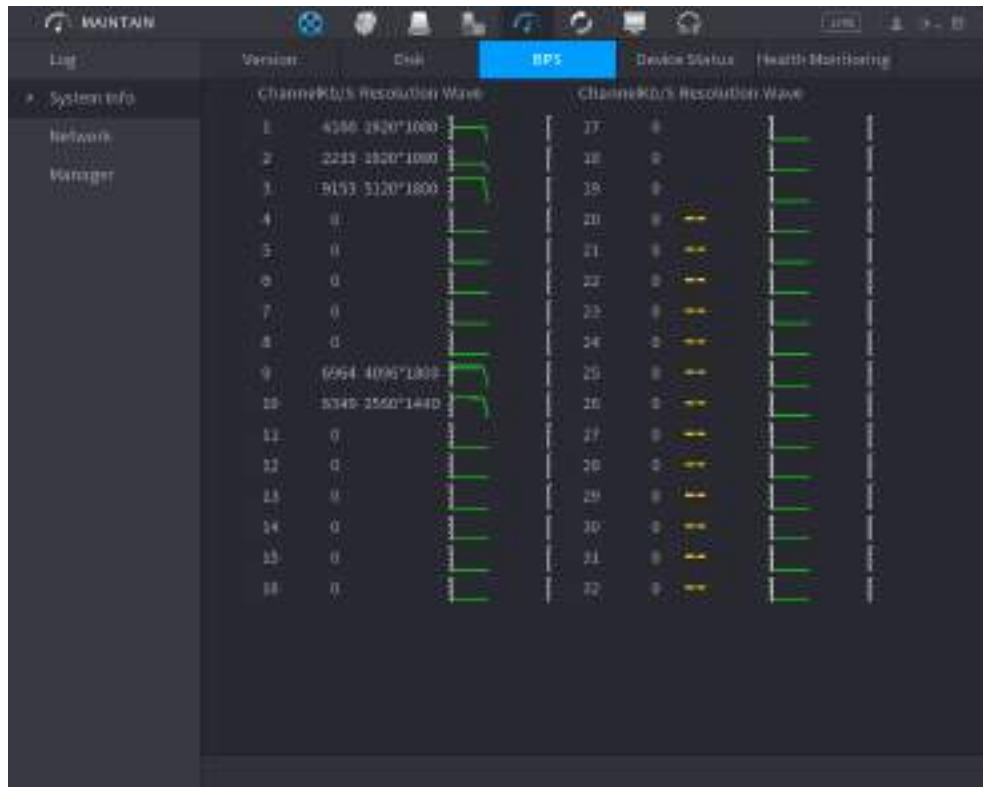 MAINTAIN
LIVE
Log
Version Disk BPS Device Status Health Monitoring
System Info
Network
Manager
Channel Kb/S Resolution Wave Channel Kb/S Resolution Wave
1 1920*1080 17 0
2 2233 1920*1080 18 0
3 9153 5120*1800 19 0
4 0 20 0 --
5 0 21 0 --
6 0 22 0 --
7 0 23 0 --
8 0 24 0 --
9 6964 4096*1800 25 0 --
10 2560*1440 26 0 --
11 0 27 0 --
12 0 28 0 --
13 0 29 0 --
14 0 30 0 --
15 0 31 0 --
16 0 32 0 --